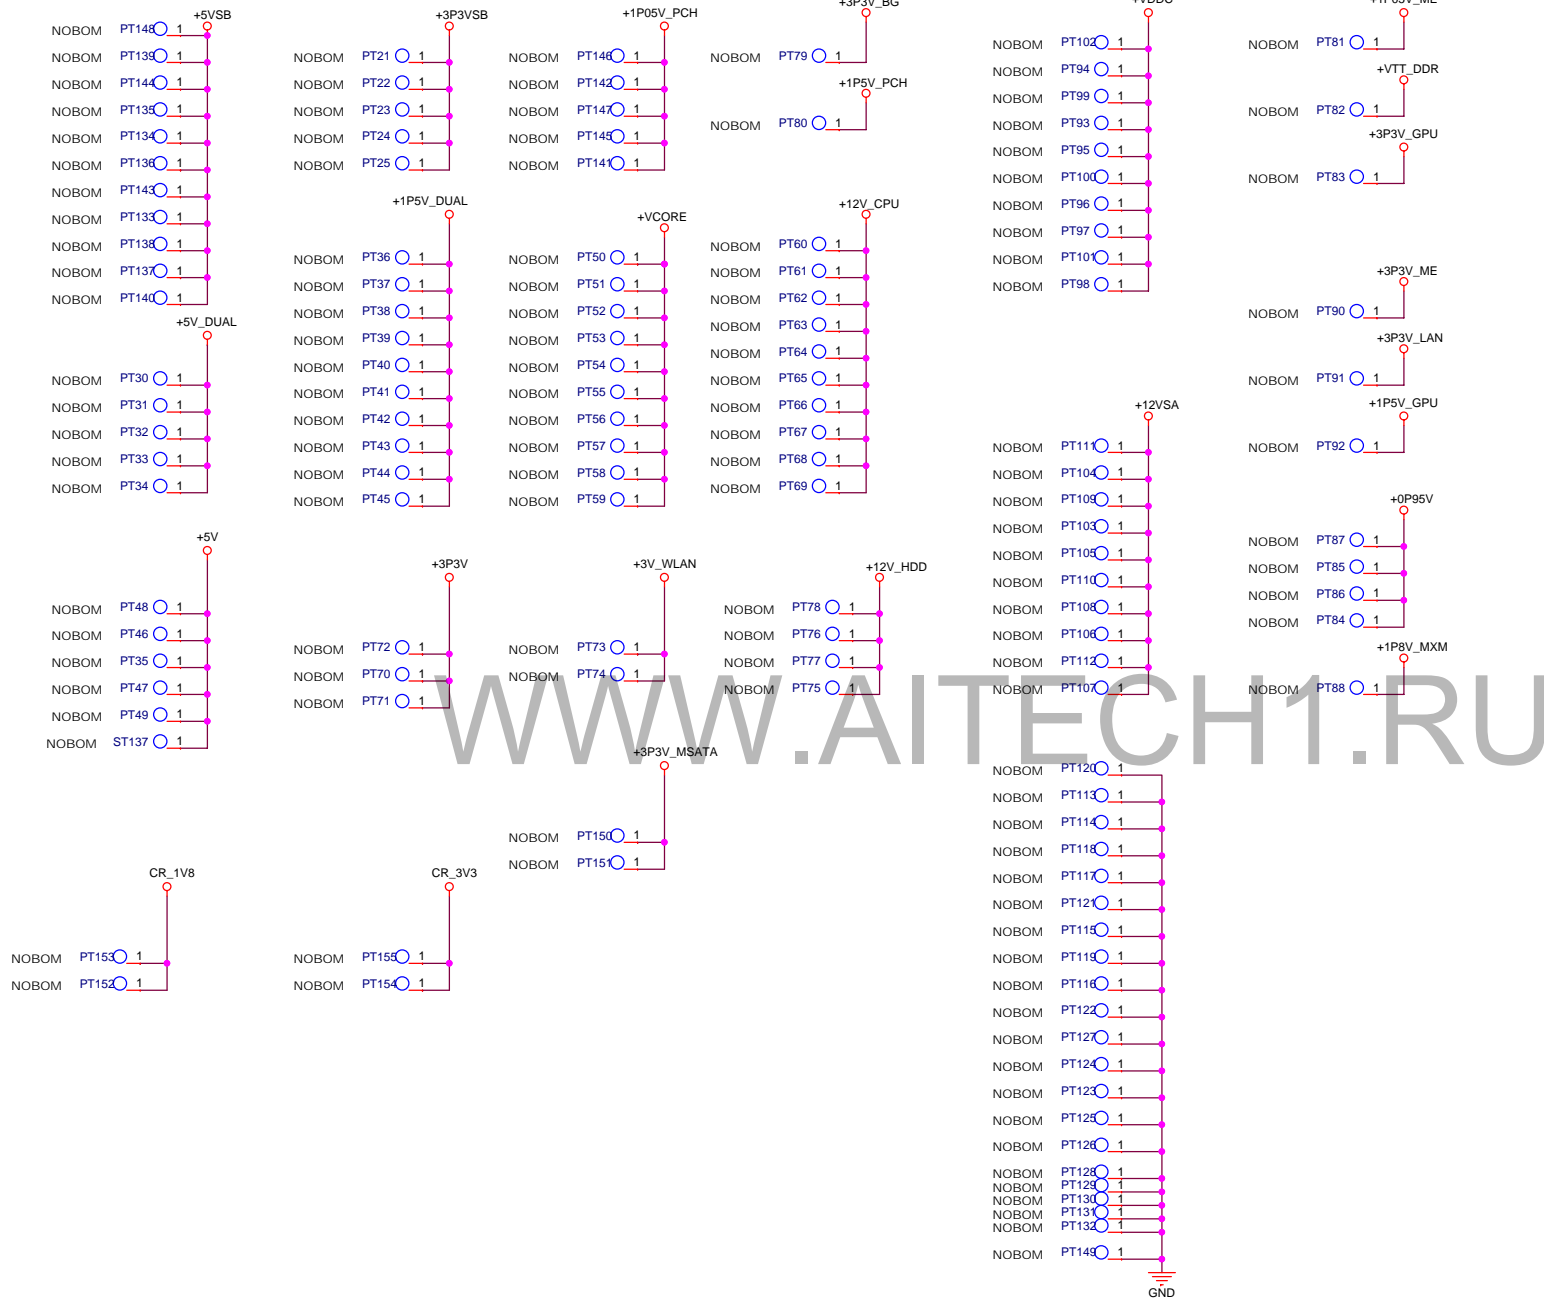 +5VSB
NOBOM PT148 1
NOBOM PT139 1
NOBOM PT144 1
NOBOM PT135 1
NOBOM PT134 1
NOBOM PT136 1
NOBOM PT143 1
NOBOM PT133 1
NOBOM PT138 1
NOBOM PT137 1
NOBOM PT140 1
+5V_DUAL
NOBOM PT30 1
NOBOM PT31 1
NOBOM PT32 1
NOBOM PT33 1
NOBOM PT34 1
+5V
NOBOM PT48 1
NOBOM PT46 1
NOBOM PT35 1
NOBOM PT47 1
NOBOM PT49 1
NOBOM ST137 1
CR_1V8
NOBOM PT153 1
NOBOM PT152 1
+3P3VSB
NOBOM PT21 1
NOBOM PT22 1
NOBOM PT23 1
NOBOM PT24 1
NOBOM PT25 1
+1P5V_DUAL
NOBOM PT36 1
NOBOM PT37 1
NOBOM PT38 1
NOBOM PT39 1
NOBOM PT40 1
NOBOM PT41 1
NOBOM PT42 1
NOBOM PT43 1
NOBOM PT44 1
NOBOM PT45 1
+3P3V
NOBOM PT72 1
NOBOM PT70 1
NOBOM PT71 1
CR_3V3
NOBOM PT155 1
NOBOM PT154 1
+1P05V_PCH
NOBOM PT146 1
NOBOM PT142 1
NOBOM PT147 1
NOBOM PT145 1
NOBOM PT141 1
+VCORE
NOBOM PT50 1
NOBOM PT51 1
NOBOM PT52 1
NOBOM PT53 1
NOBOM PT54 1
NOBOM PT55 1
NOBOM PT56 1
NOBOM PT57 1
NOBOM PT58 1
NOBOM PT59 1
+3V_WLAN
NOBOM PT73 1
NOBOM PT74 1
+3P3V_MSATA
NOBOM PT150 1
NOBOM PT151 1
+3P3V_BG
NOBOM PT79 1
+1P5V_PCH
NOBOM PT80 1
+12V_CPU
NOBOM PT60 1
NOBOM PT61 1
NOBOM PT62 1
NOBOM PT63 1
NOBOM PT64 1
NOBOM PT65 1
NOBOM PT66 1
NOBOM PT67 1
NOBOM PT68 1
NOBOM PT69 1
+12V_HDD
NOBOM PT78 1
NOBOM PT76 1
NOBOM PT77 1
NOBOM PT75 1
NOBOM PT102 1
NOBOM PT94 1
NOBOM PT99 1
NOBOM PT93 1
NOBOM PT95 1
NOBOM PT100 1
NOBOM PT96 1
NOBOM PT97 1
NOBOM PT101 1
NOBOM PT98 1
+12VSA
NOBOM PT111 1
NOBOM PT104 1
NOBOM PT109 1
NOBOM PT103 1
NOBOM PT105 1
NOBOM PT110 1
NOBOM PT108 1
NOBOM PT106 1
NOBOM PT112 1
NOBOM PT107 1
NOBOM PT120 1
NOBOM PT113 1
NOBOM PT114 1
NOBOM PT118 1
NOBOM PT117 1
NOBOM PT121 1
NOBOM PT115 1
NOBOM PT119 1
NOBOM PT116 1
NOBOM PT122 1
NOBOM PT127 1
NOBOM PT124 1
NOBOM PT123 1
NOBOM PT125 1
NOBOM PT126 1
NOBOM PT128 1
NOBOM PT129 1
NOBOM PT130 1
NOBOM PT131 1
NOBOM PT132 1
NOBOM PT149 1
GND
NOBOM PT81 1
+VTT_DDR
NOBOM PT82 1
+3P3V_GPU
NOBOM PT83 1
+3P3V_ME
NOBOM PT90 1
+3P3V_LAN
NOBOM PT91 1
+1P5V_GPU
NOBOM PT92 1
+0P95V
NOBOM PT87 1
NOBOM PT85 1
NOBOM PT86 1
NOBOM PT84 1
+1P8V_MXM
NOBOM PT88 1
WWW.AITECH1.RU